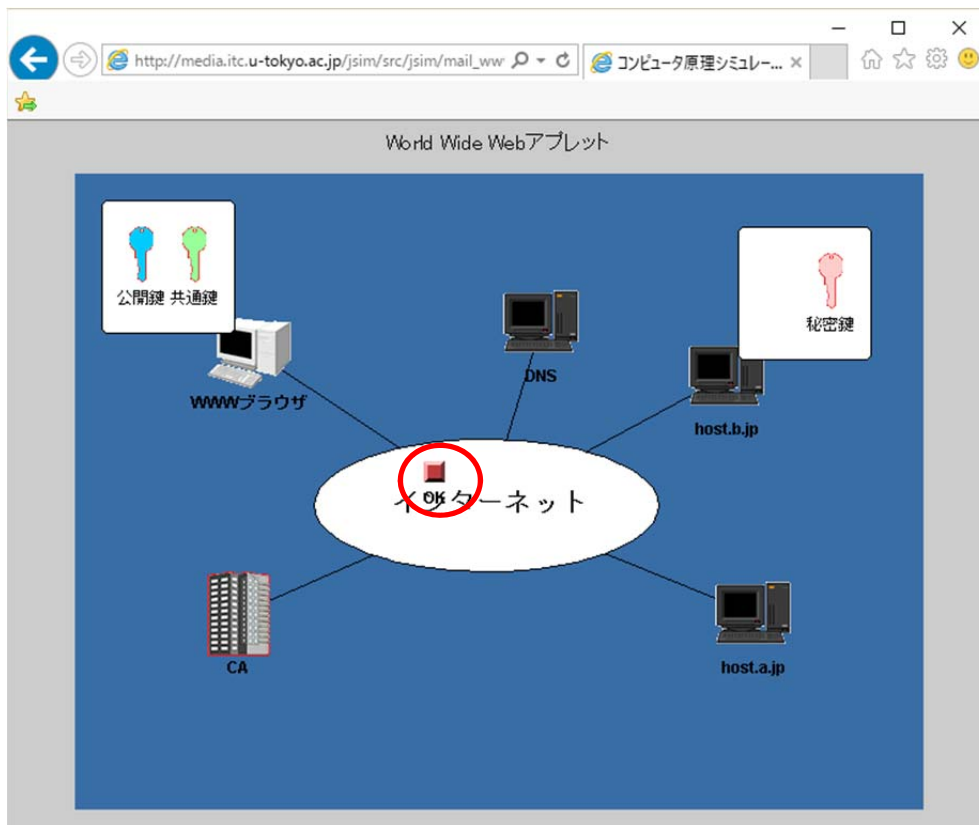 http://media.itc.u-tokyo.ac.jp/jsim/src/jsim/mail_ww
コンピュータ原理シミュレー...
World Wide Webアプレット
公開鍵 共通鍵
秘密鍵
DNS
WWWブラウザ
host.b.jp
インターネット
OK
CA
host.a.jp